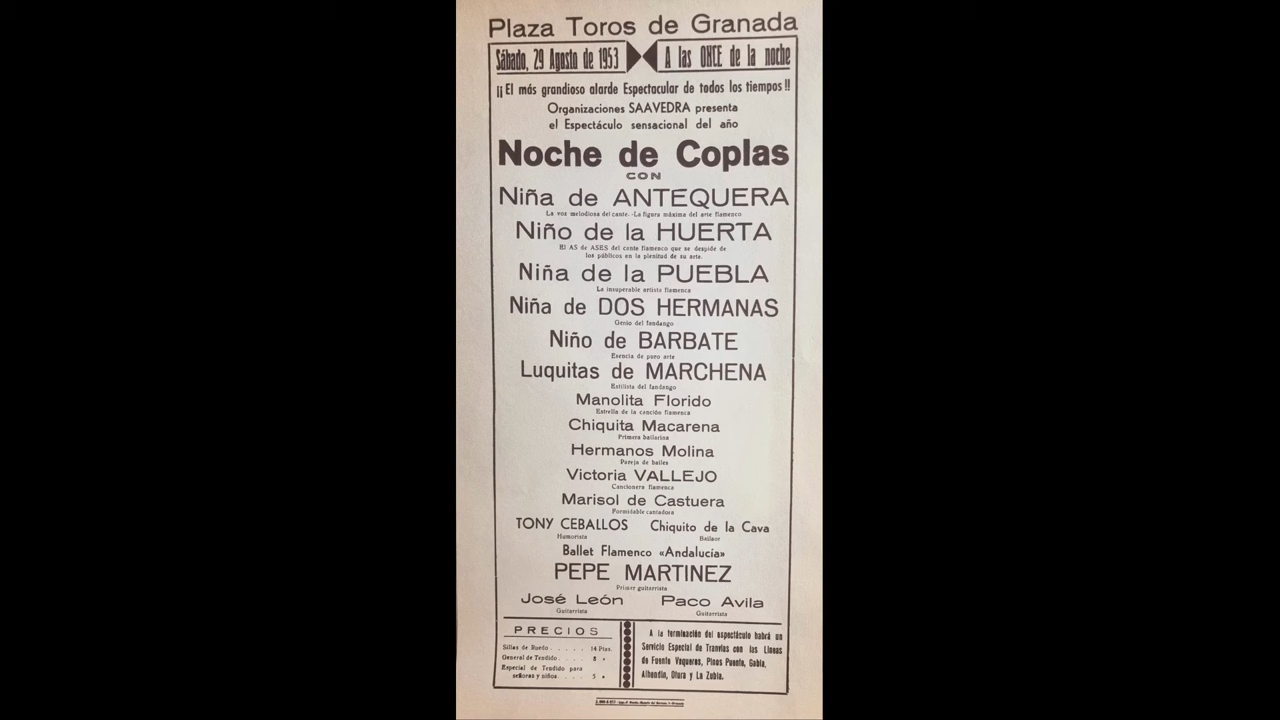 Plaza Toros de Granada
Sábado, 29 Agosto de 1953 A las ONCE de la noche
¡¡El más grandioso alarde Espectacular de todos los tiempos!!
Organizaciones SAAVEDRA presenta
el Espectáculo sensacional del año
Noche de Coplas
CON
Niña de ANTEQUERA
La voz melodiosa del cante.-La figura máxima del arte flamenco
Niño de la HUERTA
El AS de ASES del cante flamenco que se despide de
los públicos en la plenitud de su arte.
Niña de la PUEBLA
La insuperable artista flamenca
Niña de DOS HERMANAS
Genio del fandango
Niño de BARBATE
Esencia de puro arte
Luquitas de MARCHENA
Estilista del fandango
Manolita Florido
Estrella de la canción flamenca
Chiquita Macarena
Primera bailarina
Hermanos Molina
Pareja de bailes
Victoria VALLEJO
Cancionera flamenca
Marisol de Castuera
Formidable cantadora
TONY CEBALLOS Chiquito de la Cava
Humorista Bailaor
Ballet Flamenco «Andalucía»
PEPE MARTINEZ
Primer guitarrista
José León Paco Avila
Guitarrista Guitarrista
PRECIOS
Sillas de Ruedo . . . . . 14 Ptas.
General de Tendido . . . . 8 »
Especial de Tendido para
señoras y niños. . . . 5 »
A la terminación del espectáculo habrá un
Servicio Especial de Tranvías con las Líneas
de Fuente Vaqueros, Pinos Puente, Gabia,
Alhendín, Otura y La Zubia.